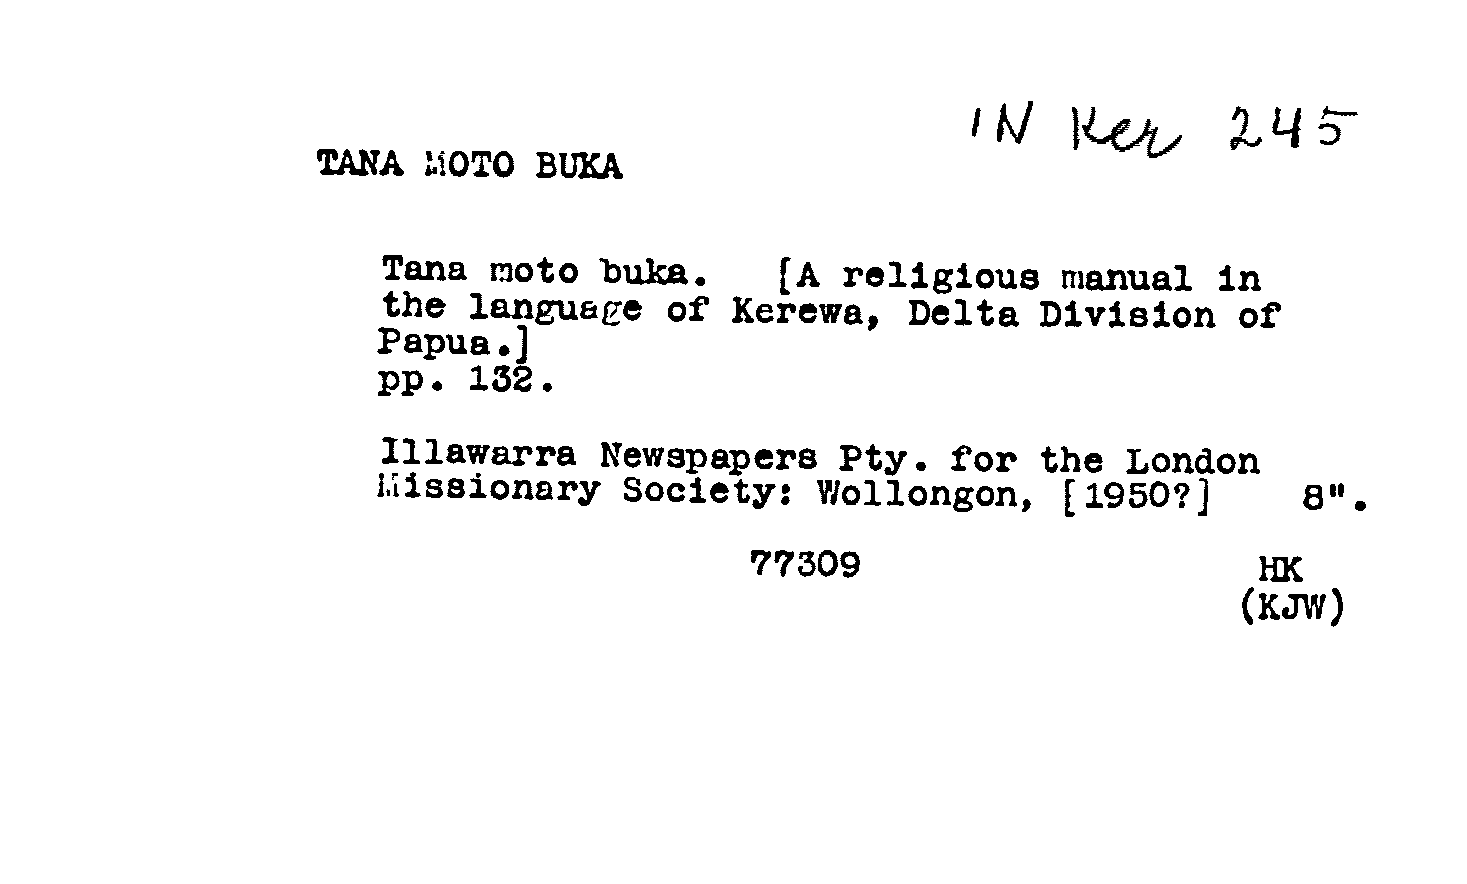 IN Ker 245
TANA MOTO BUKA
Tana moto buka. [A religious manual in
the language of Kerewa, Delta Division of
Papua.]
pp. 132.
Illawarra Newspapers Pty. for the London
Missionary Society: Wollongon, [1950?] 8".
77309 HK
(KJW)